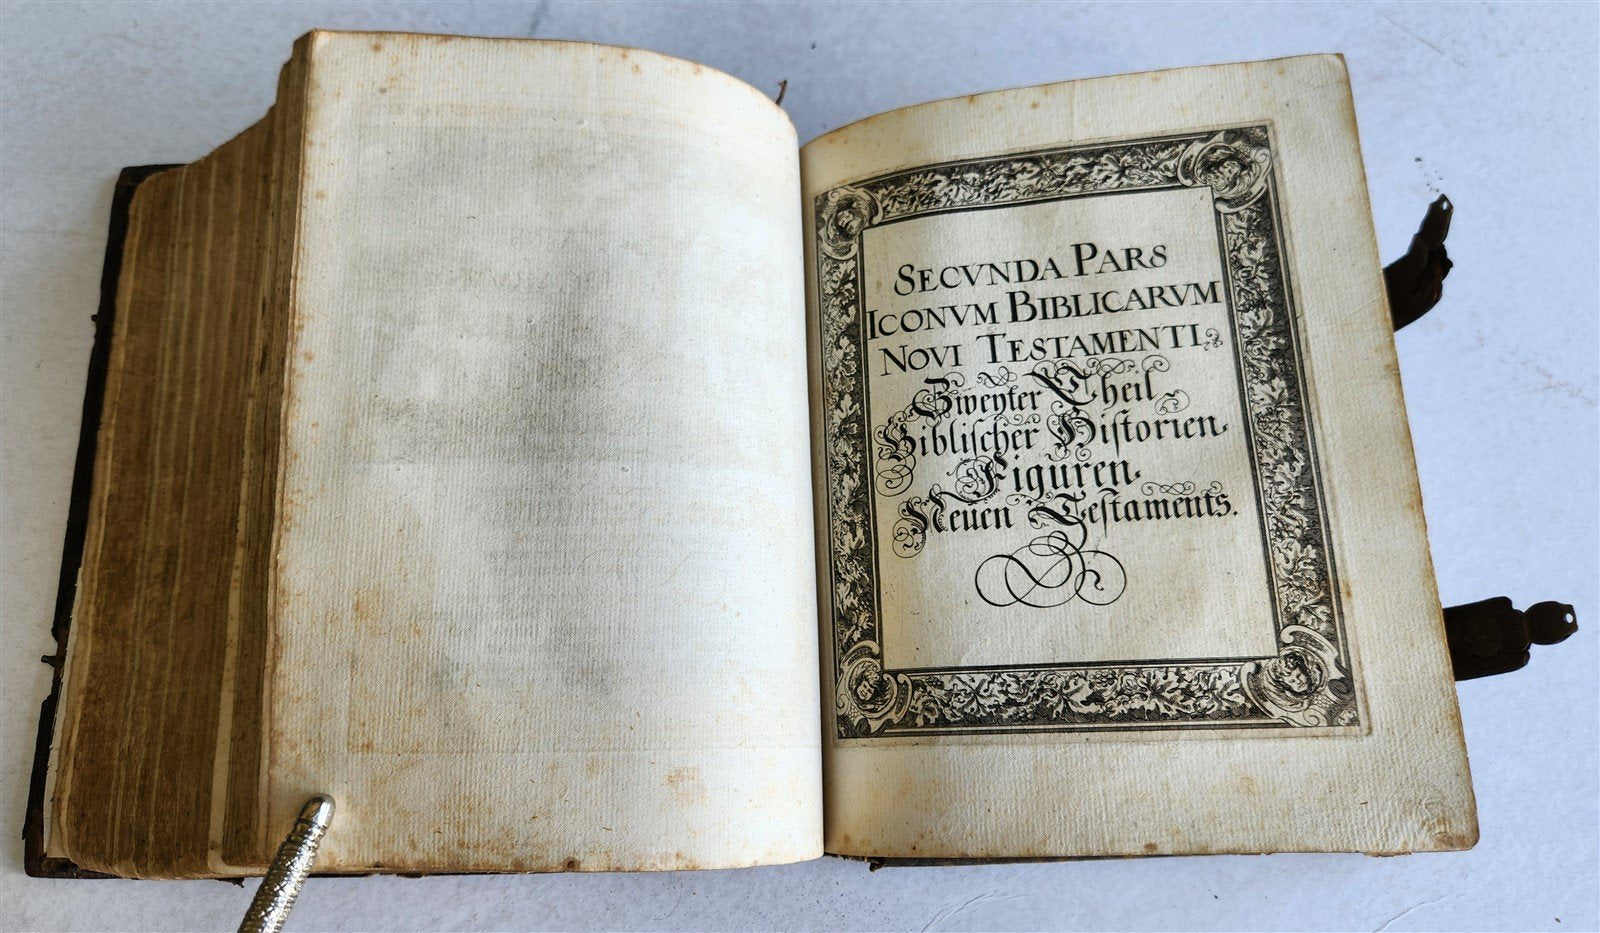 SECVNDA PARS
ICONVM BIBLICARVM
NOVI TESTAMENTI.
Zweyter Theil
Biblischer Historien.
Figuren.
Neuen Testaments.